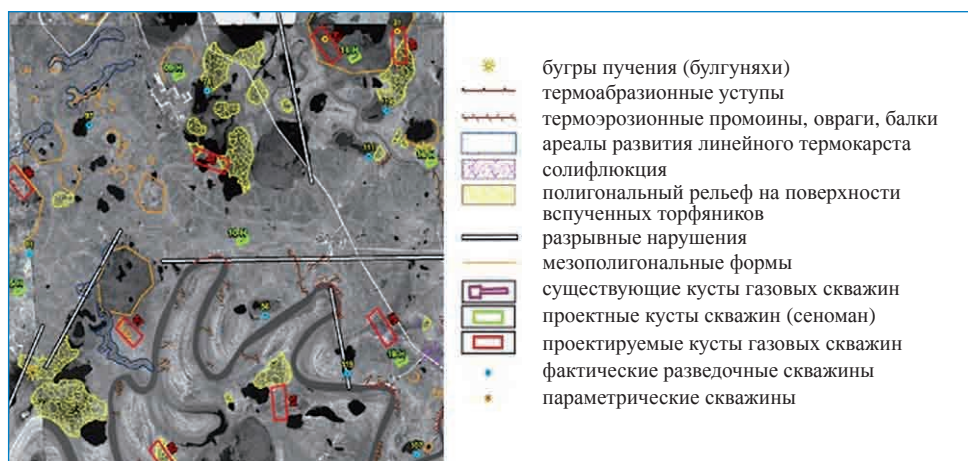 бугры пучения (булгуняхи)
термоабразионные уступы
термоэрозионные промоины, овраги, балки
ареалы развития линейного термокарста
солифлюкция
полигональный рельеф на поверхности
вспученных торфяников
разрывные нарушения
мезополигональные формы
существующие кусты газовых скважин
проектные кусты скважин (сеноман)
проектируемые кусты газовых скважин
фактические разведочные скважины
параметрические скважины